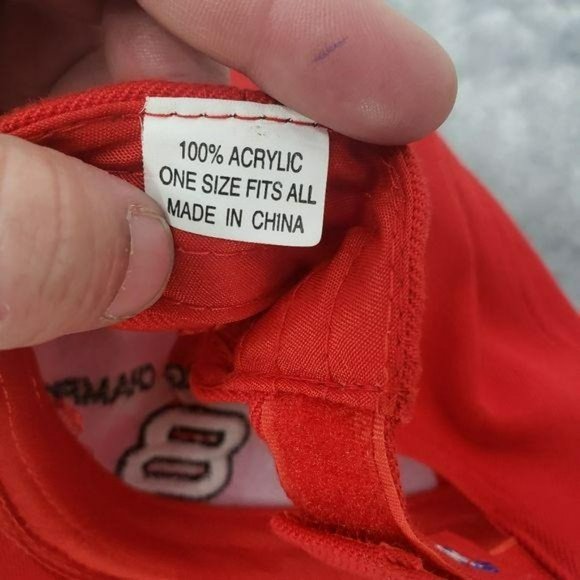 100% ACRYLIC
ONE SIZE FITS ALL
MADE IN CHINA
8